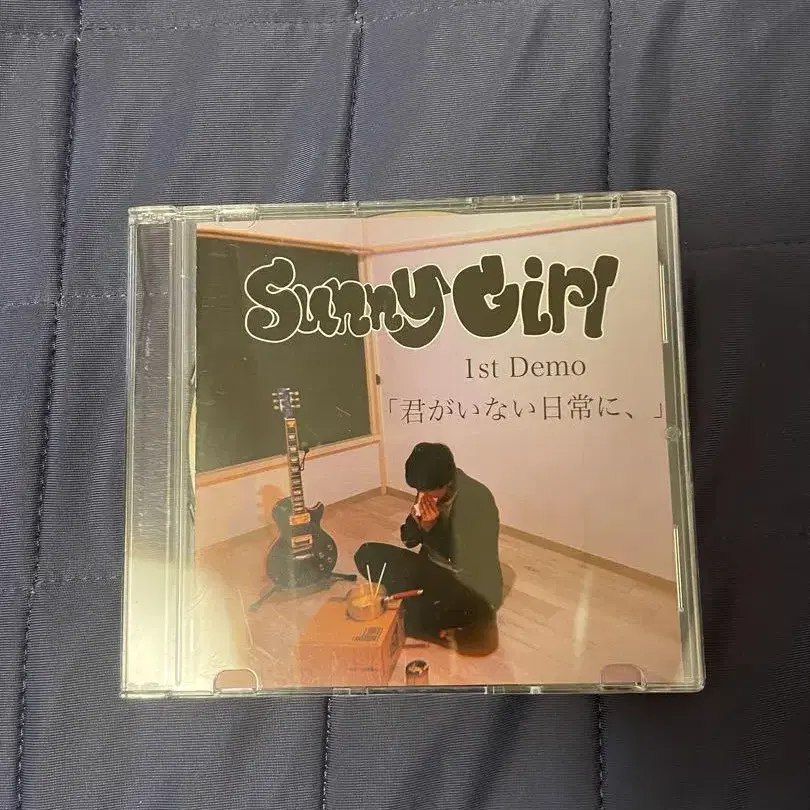 Sunny Girl
1st Demo
「君がいない日常に、」